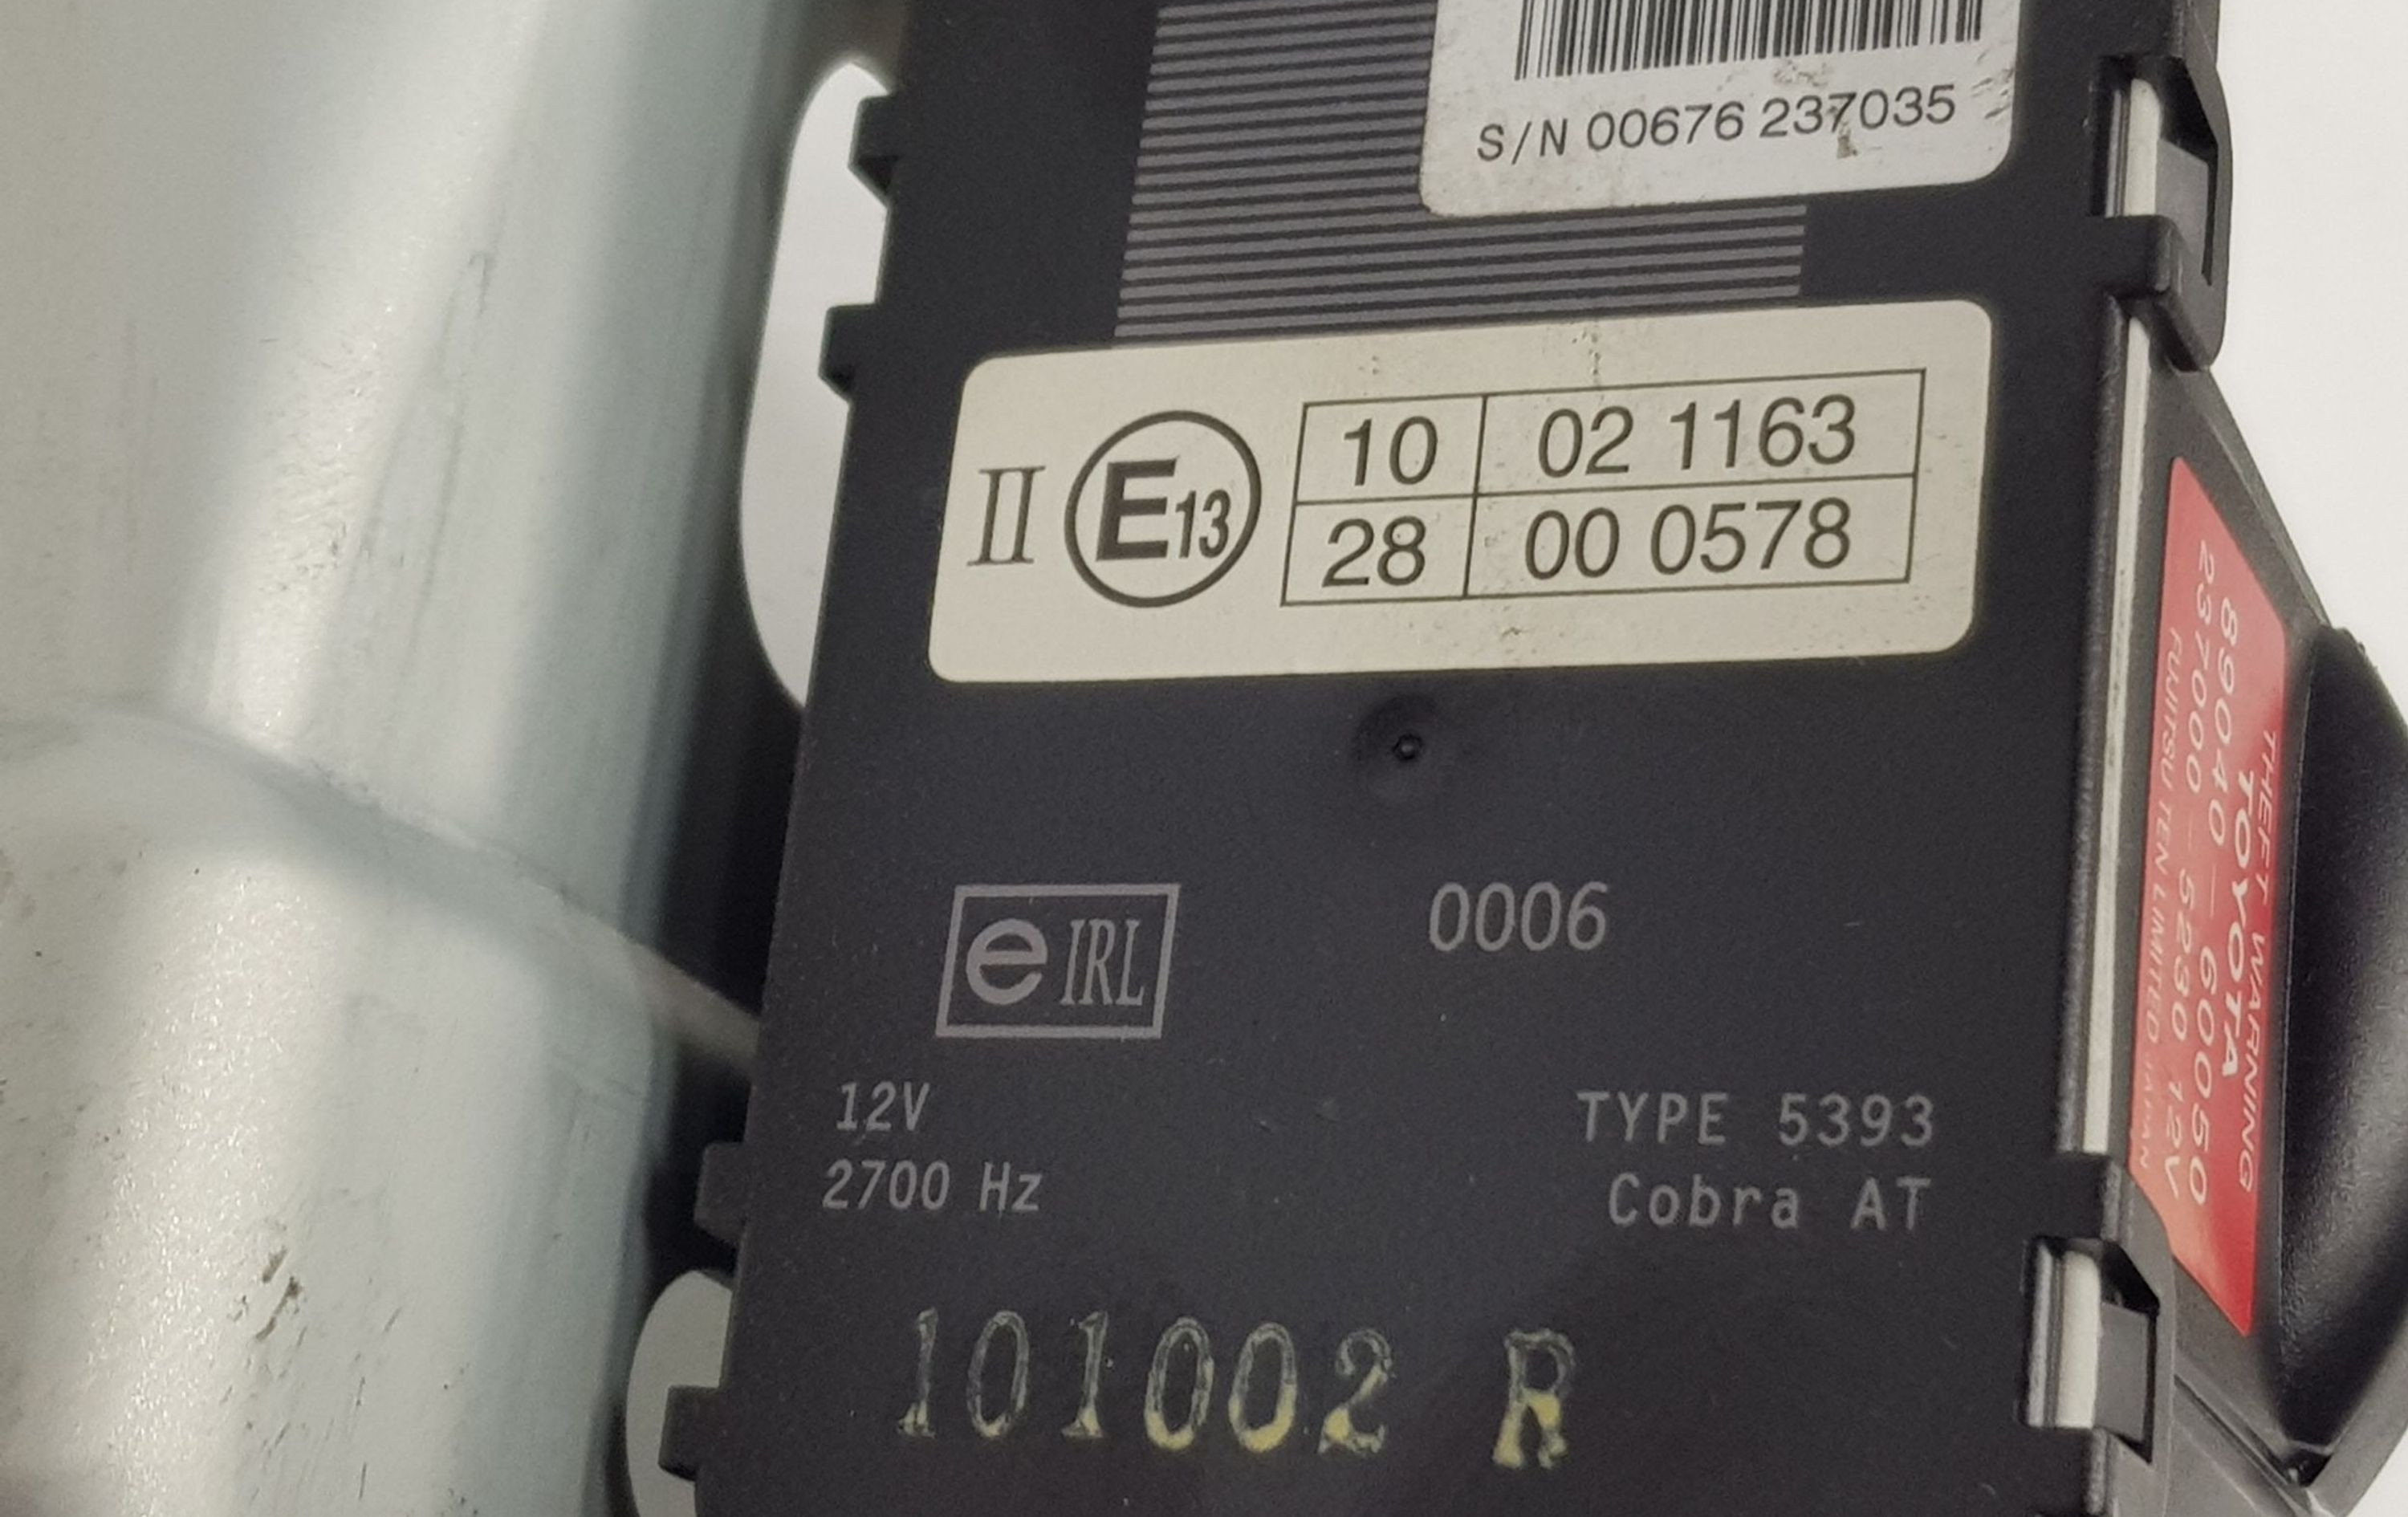 S/N 00676 237035
II E13
10 02 1163
28 00 0578
e IRL 0006
12V
2700 Hz
TYPE 5393
Cobra AT
101002 R
THEFT WARNING
TOYOTA
89040-60050
237000-5230 12V
FUJITSU TEN LIMITED JAPAN